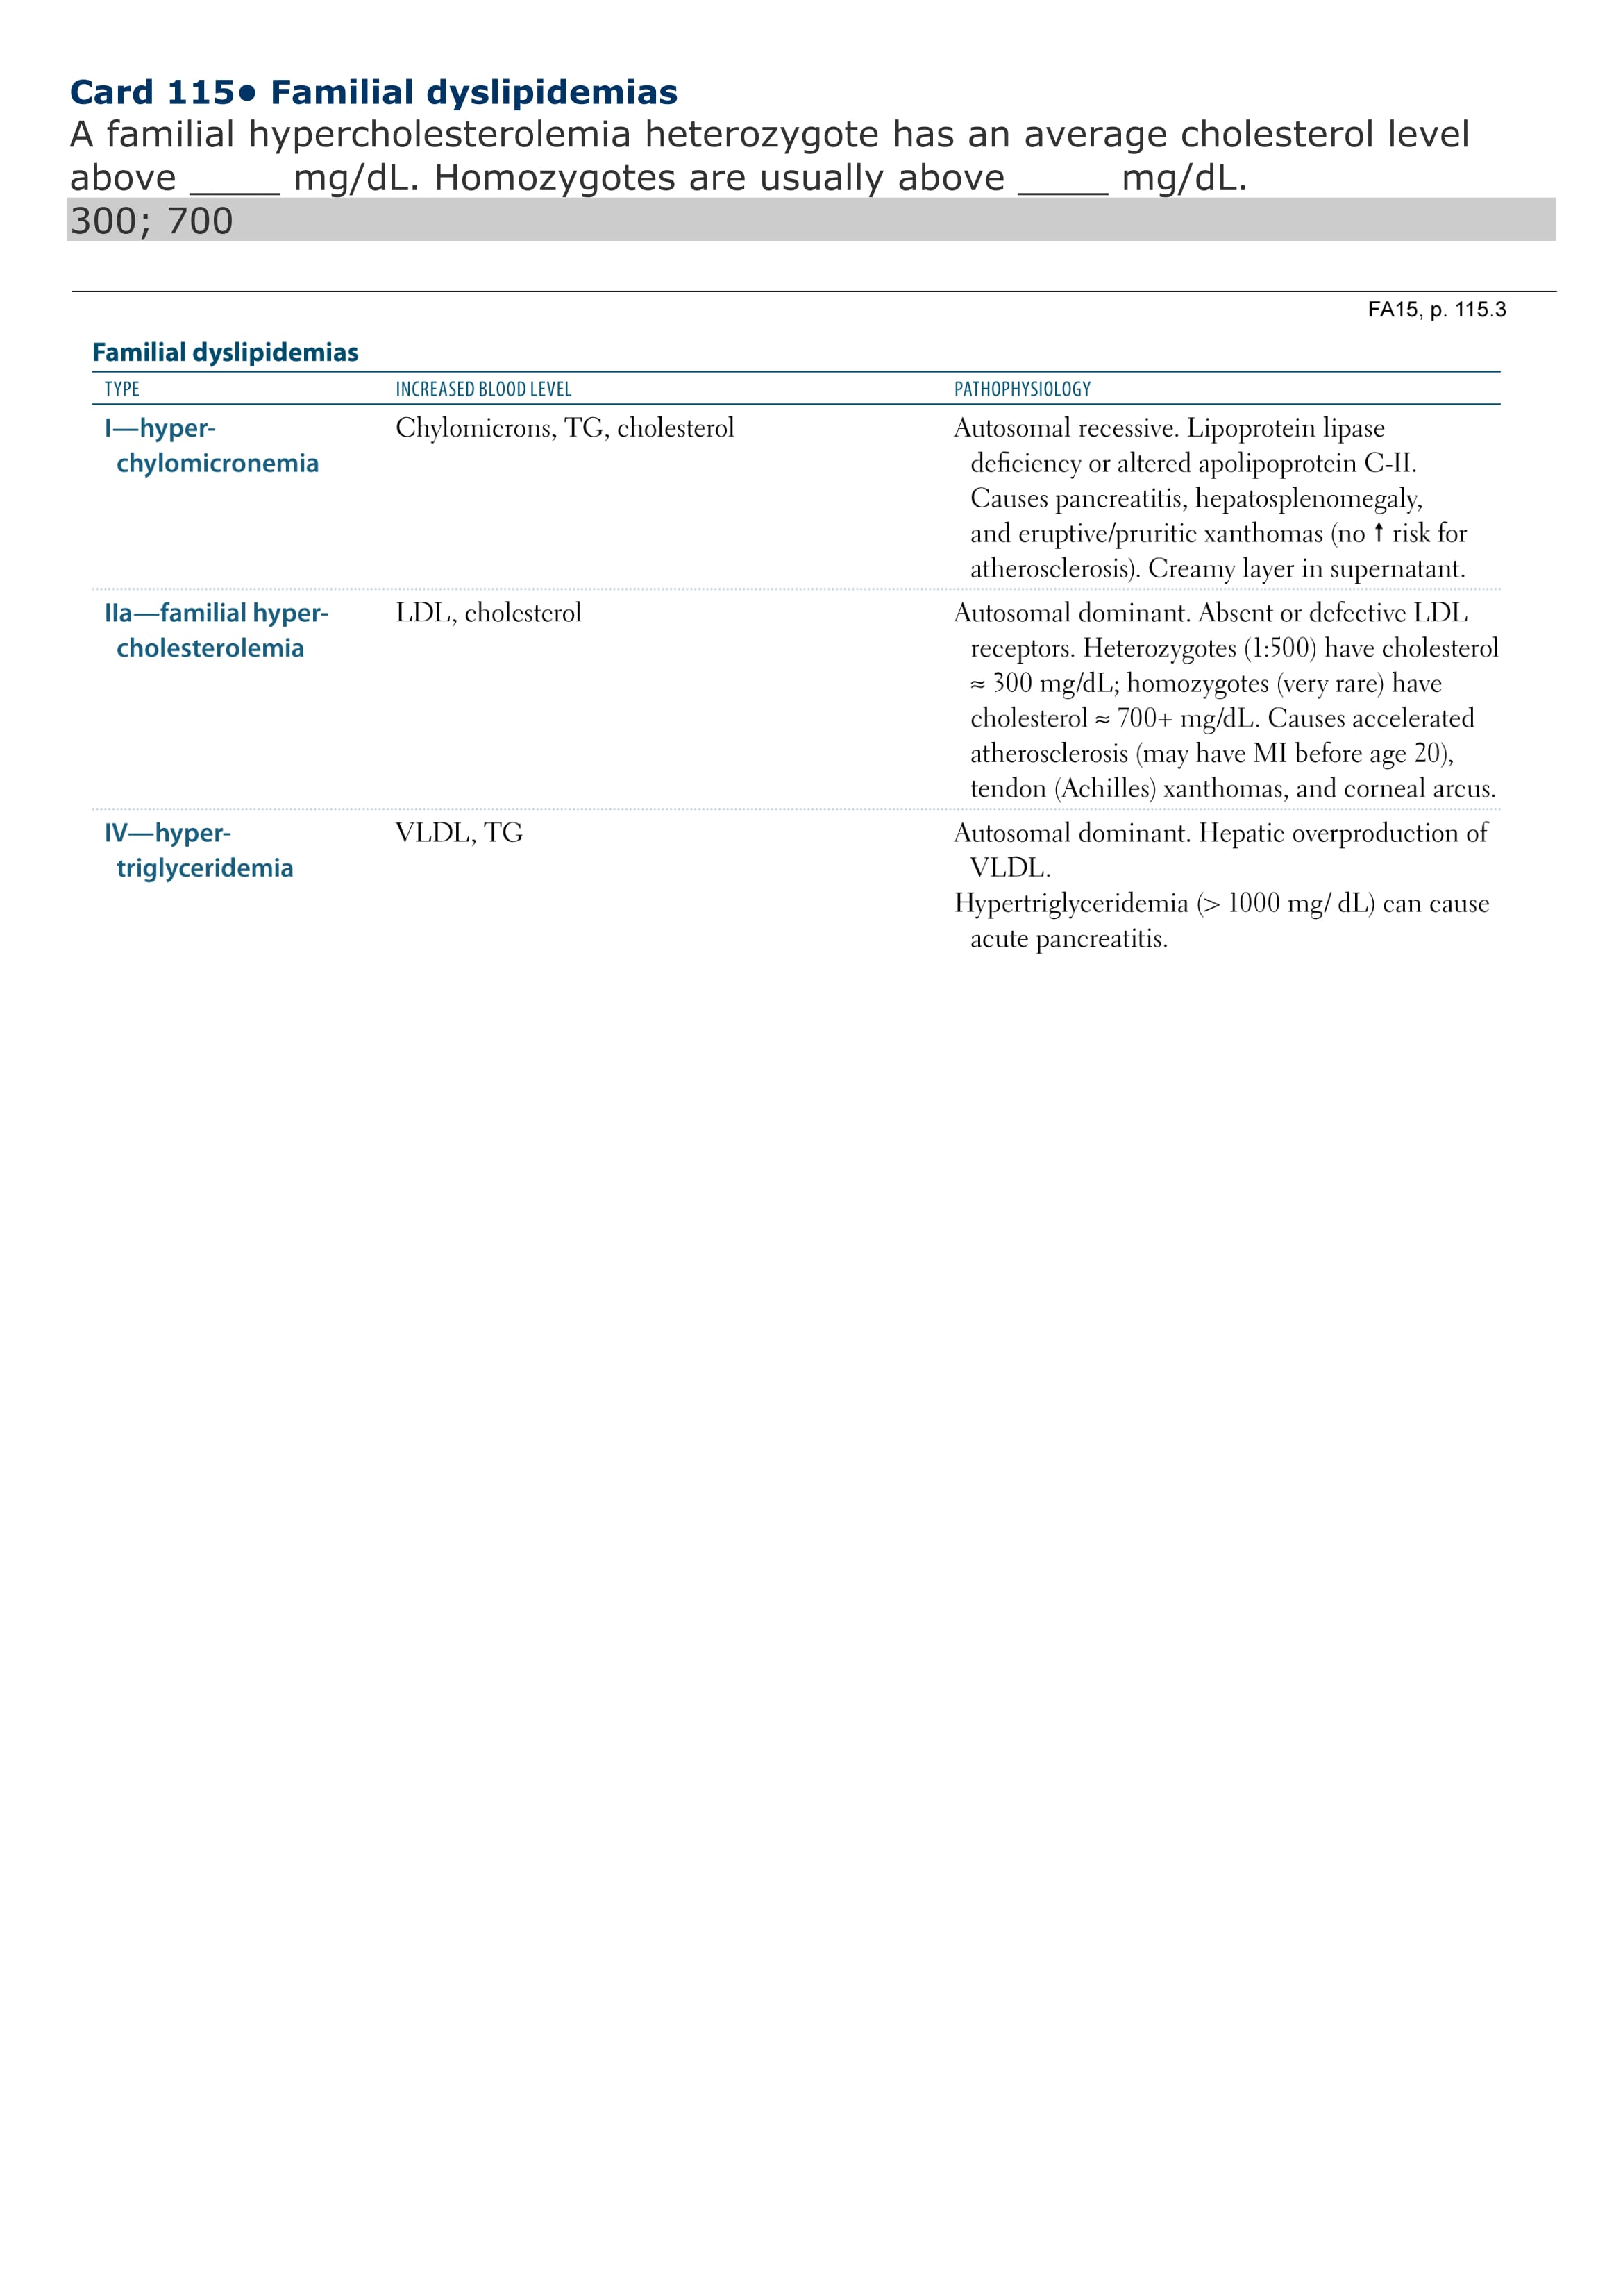 Card 115● Familial dyslipidemias
A familial hypercholesterolemia heterozygote has an average cholesterol level
above _____ mg/dL. Homozygotes are usually above _____ mg/dL.
300; 700
FA15, p. 115.3
Familial dyslipidemias
TYPE INCREASED BLOOD LEVEL PATHOPHYSIOLOGY
I—hyper- Chylomicrons, TG, cholesterol Autosomal recessive. Lipoprotein lipase
chylomicronemia deficiency or altered apolipoprotein C-II.
Causes pancreatitis, hepatosplenomegaly,
and eruptive/pruritic xanthomas (no ↑ risk for
atherosclerosis). Creamy layer in supernatant.
IIa—familial hyper- LDL, cholesterol Autosomal dominant. Absent or defective LDL
cholesterolemia receptors. Heterozygotes (1:500) have cholesterol
≈ 300 mg/dL; homozygotes (very rare) have
cholesterol ≈ 700+ mg/dL. Causes accelerated
atherosclerosis (may have MI before age 20),
tendon (Achilles) xanthomas, and corneal arcus.
IV—hyper- VLDL, TG Autosomal dominant. Hepatic overproduction of
triglyceridemia VLDL.
Hypertriglyceridemia (> 1000 mg/ dL) can cause
acute pancreatitis.